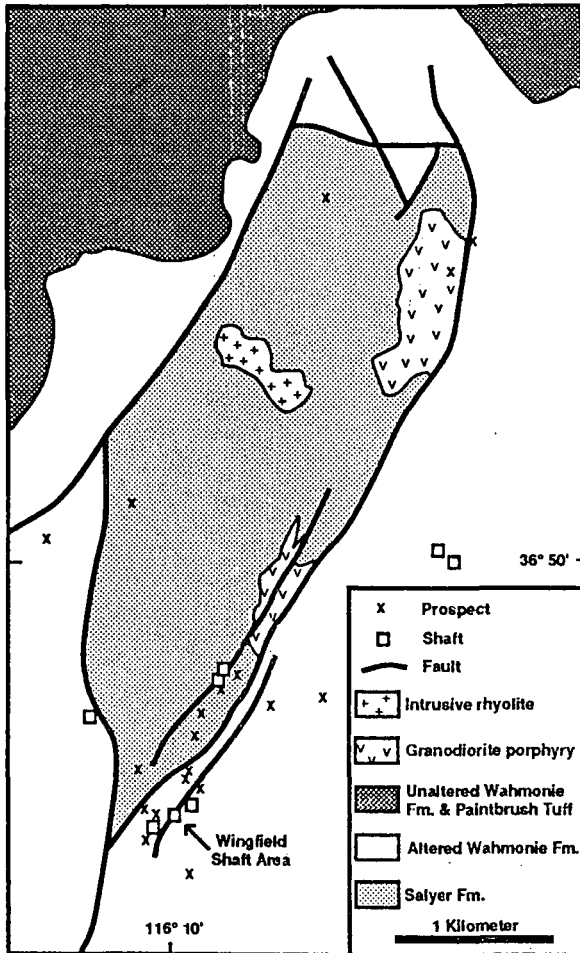 36° 50'
x Prospect
Shaft
Fault
Intrusive rhyolite
Granodiorite porphyry
Unaltered Wahmonie
Fm. & Paintbrush Tuff
Altered Wahmonie Fm.
Salyer Fm.
1 Kilometer
Wingfield
Shaft Area
116° 10'